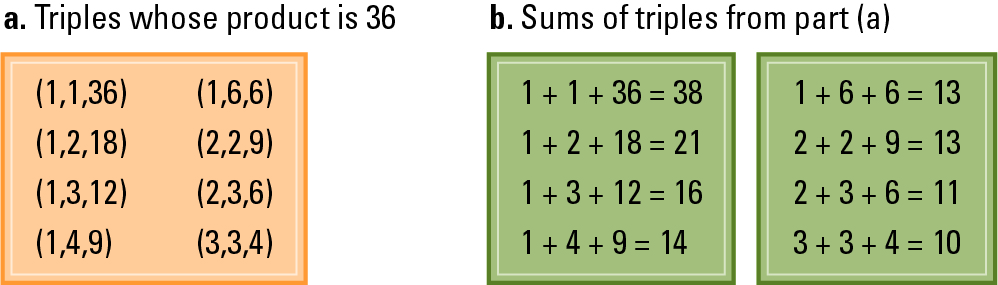 a. Triples whose product is 36
(1,1,36) (1,6,6)
(1,2,18) (2,2,9)
(1,3,12) (2,3,6)
(1,4,9) (3,3,4)
b. Sums of triples from part (a)
1 + 1 + 36 = 38
1 + 2 + 18 = 21
1 + 3 + 12 = 16
1 + 4 + 9 = 14
1 + 6 + 6 = 13
2 + 2 + 9 = 13
2 + 3 + 6 = 11
3 + 3 + 4 = 10